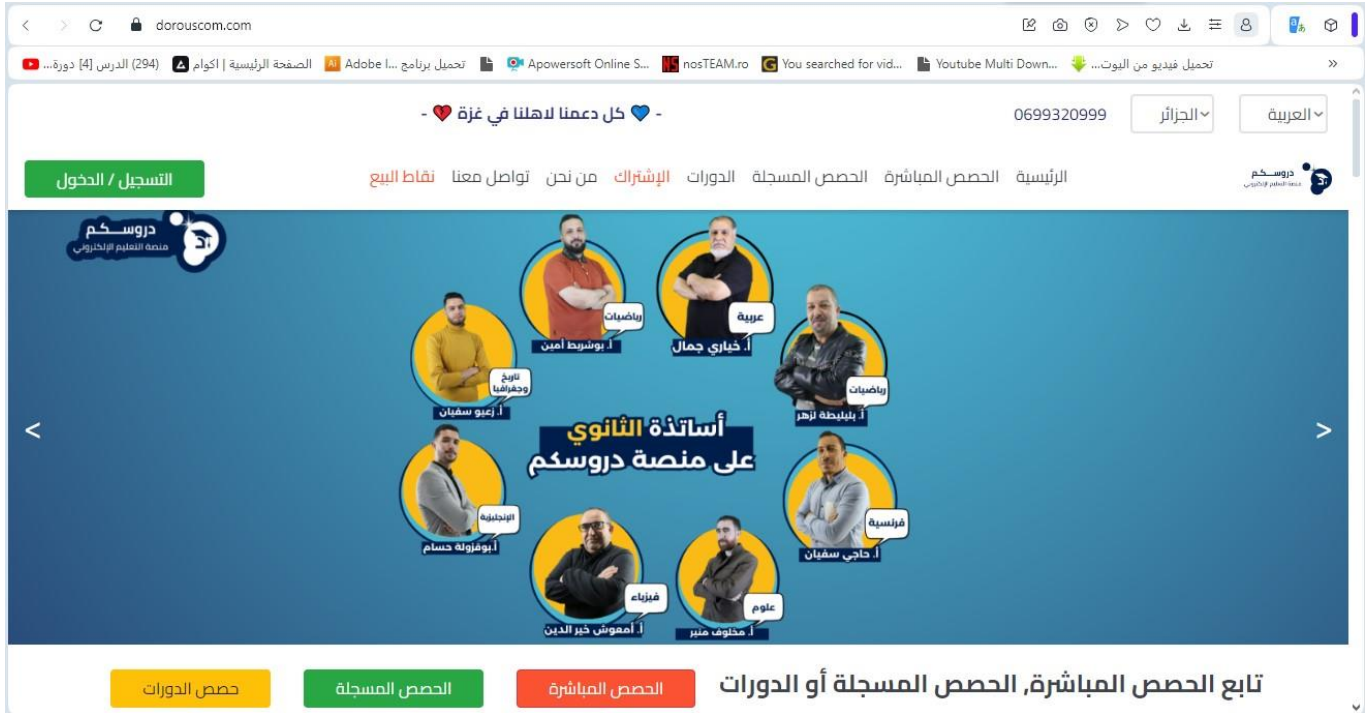 dorouscom.com
(294) الدرس [4] دورة...
الصفحة الرئيسية | اكوام
تحميل برنامج Adobe I...
Apowersoft Online S...
nosTEAM.ro
You searched for vid...
Youtube Multi Down...
تحميل فيديو من اليوت...
العربية
الجزائر
0699320999
- 💙 كل دعمنا لاهلنا في غزة 💔 -
دروسكم
منصة التعليم الإلكتروني
الرئيسية
الحصص المباشرة
الحصص المسجلة
الدورات
الإشتراك
من نحن
تواصل معنا
نقاط البيع
التسجيل / الدخول
دروسكم
منصة التعليم الإلكتروني
عربية
أ. خياري جمال
رياضيات
أ. بوشريط أمين
رياضيات
أ. بليليطة لزهر
تاريخ وجغرافيا
أ. زعيو سفيان
أساتذة الثانوي
على منصة دروسكم
فرنسية
أ. حاجي سفيان
الإنجليزية
أ.بوفزولة حسام
علوم
أ. مخلوف منير
فيزياء
أ. أمعوش خير الدين
تابع الحصص المباشرة, الحصص المسجلة أو الدورات
الحصص المباشرة
الحصص المسجلة
حصص الدورات